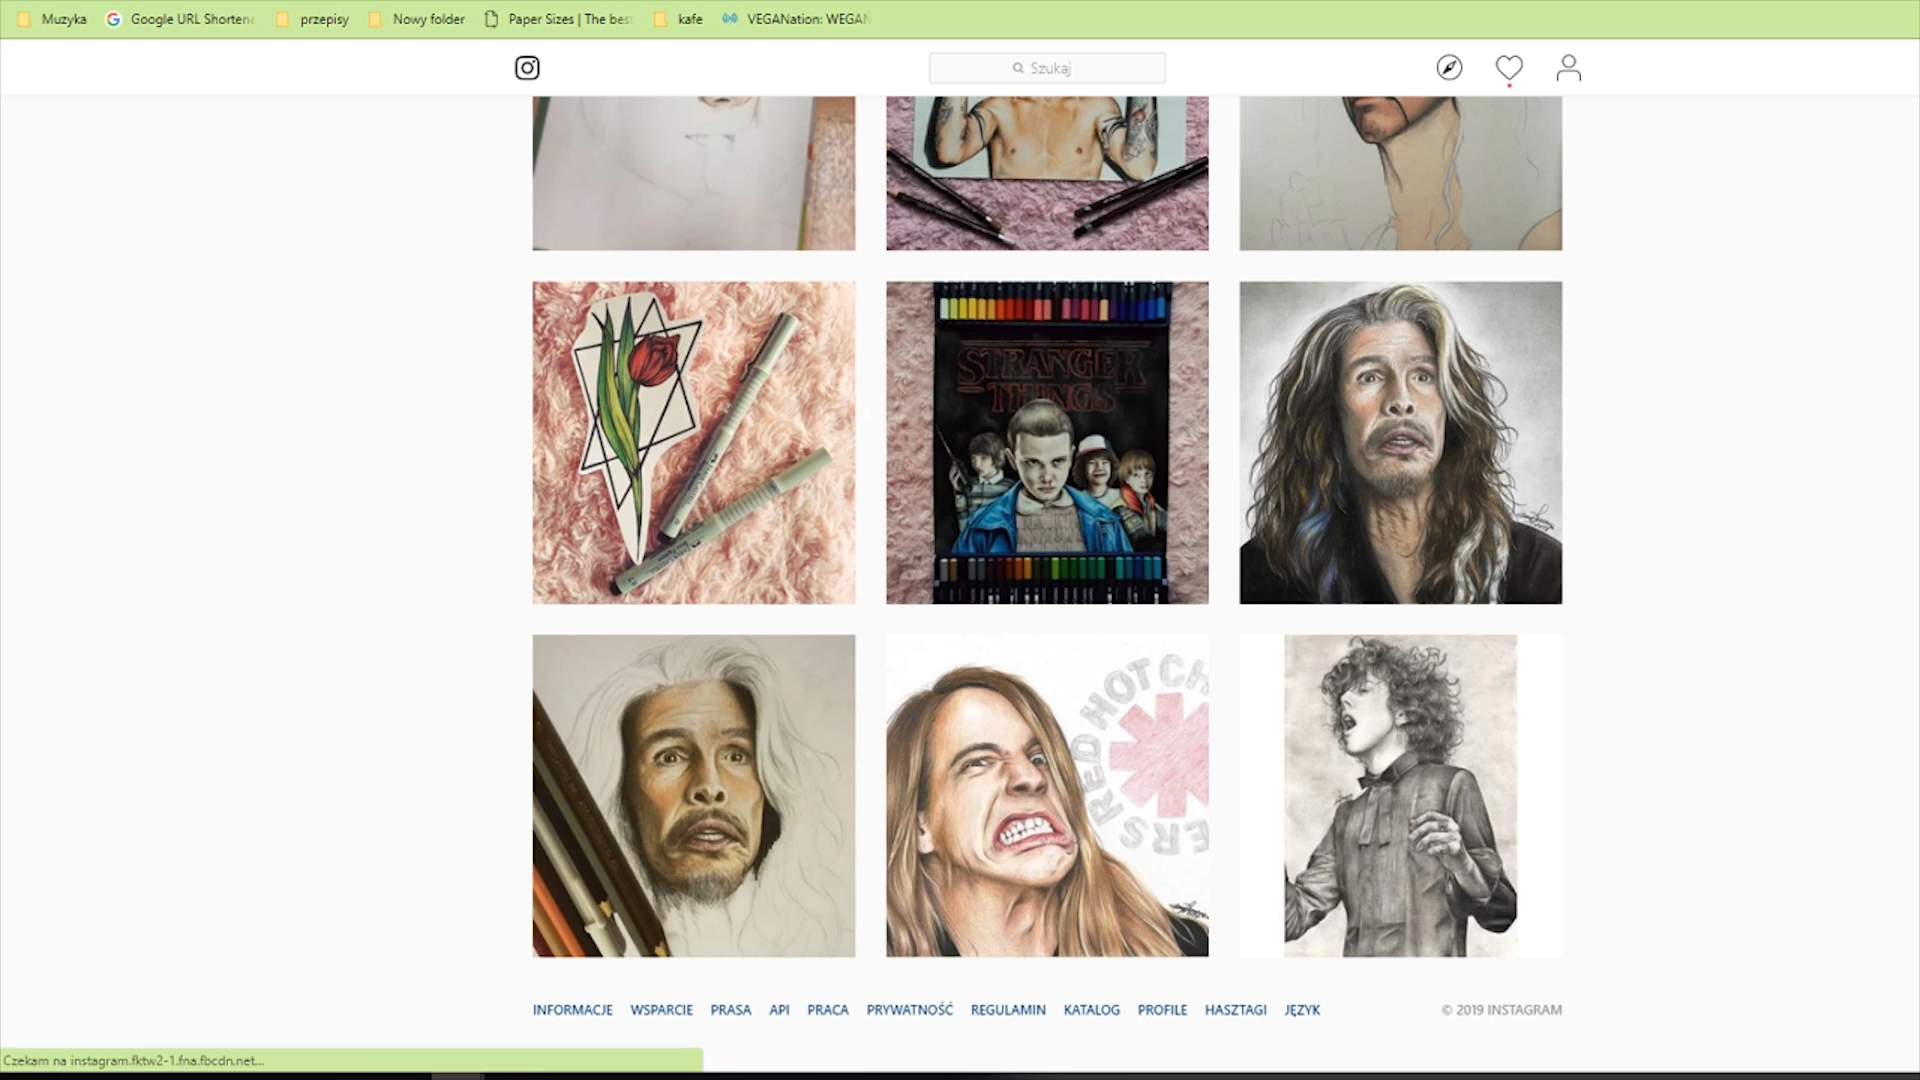 Muzyka Google URL Shortene przepisy Nowy folder Paper Sizes | The bes kafe VEGANation: WEGAŃ
Szukaj
STRANGER
THINGS
RED HOT CH
ERS
INFORMACJE WSPARCIE PRASA API PRACA PRYWATNOŚĆ REGULAMIN KATALOG PROFILE HASZTAGI JĘZYK © 2019 INSTAGRAM
Czekam na instagram.fktw2-1.fna.fbcdn.net...